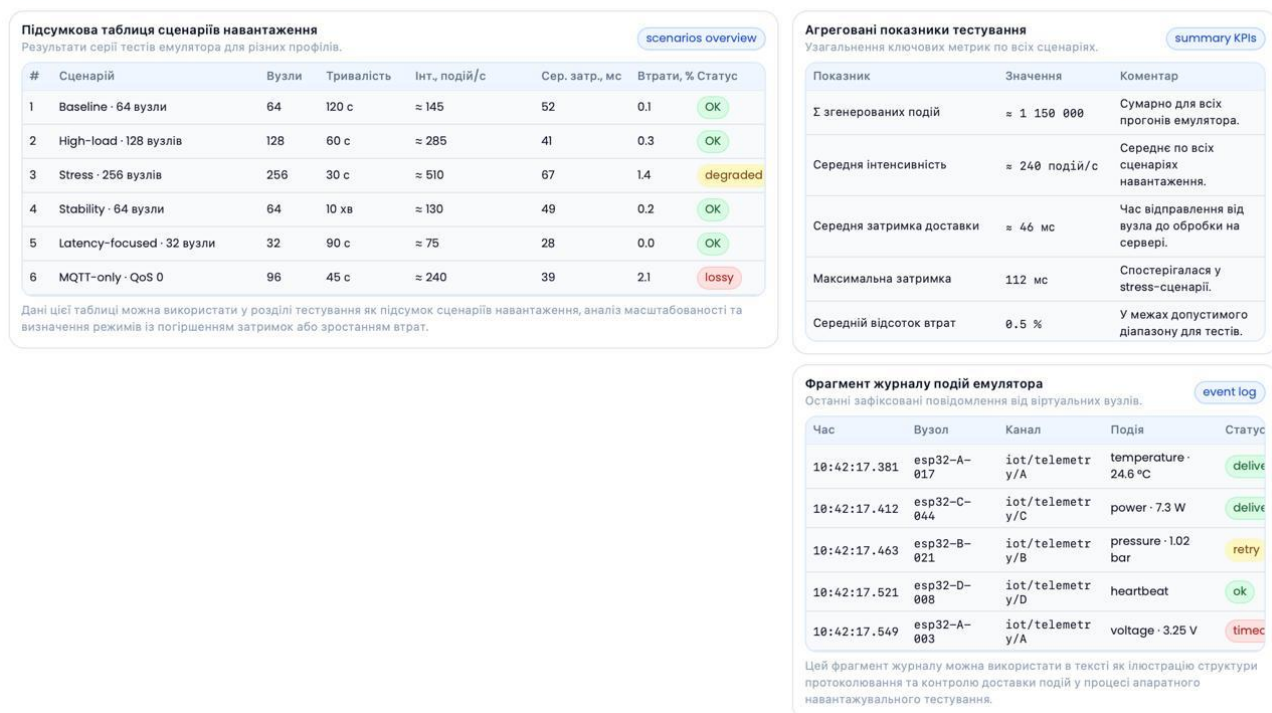 Підсумкова таблиця сценаріїв навантаження
Результати серії тестів емулятора для різних профілів.
scenarios overview
# Сценарій Вузли Тривалість Інт., подій/с Сер. затр., мс Втрати, % Статус
1 Baseline · 64 вузли 64 120 с ≈ 145 52 0.1 OK
2 High-load · 128 вузлів 128 60 с ≈ 285 41 0.3 OK
3 Stress · 256 вузлів 256 30 с ≈ 510 67 1.4 degraded
4 Stability · 64 вузли 64 10 хв ≈ 130 49 0.2 OK
5 Latency-focused · 32 вузли 32 90 с ≈ 75 28 0.0 OK
6 MQTT-only · QoS 0 96 45 с ≈ 240 39 2.1 lossy
Дані цієї таблиці можна використати у розділі тестування як підсумок сценаріїв навантаження, аналіз масштабованості та
визначення режимів із погіршенням затримок або зростанням втрат.
Агреговані показники тестування
Узагальнення ключових метрик по всіх сценаріях.
summary KPIs
Показник Значення Коментар
Σ згенерованих подій ≈ 1 150 000 Сумарно для всіх
прогонів емулятора.
Середня інтенсивність ≈ 240 подій/с Середнє по всіх
сценаріях
навантаження.
Середня затримка доставки ≈ 46 мс Час відправлення від
вузла до обробки на
сервері.
Максимальна затримка 112 мс Спостерігалася у
stress-сценарії.
Середній відсоток втрат 0.5 % У межах допустимого
діапазону для тестів.
Фрагмент журналу подій емулятора
Останні зафіксовані повідомлення від віртуальних вузлів.
event log
Час Вузол Канал Подія Статус
10:42:17.381 esp32-A- iot/telemetr temperature · delive
017 y/A 24.6 °C
10:42:17.412 esp32-C- iot/telemetr power · 7.3 W delive
044 y/C
10:42:17.463 esp32-B- iot/telemetr pressure · 1.02 retry
021 y/B bar
10:42:17.521 esp32-D- iot/telemetr heartbeat ok
008 y/D
10:42:17.549 esp32-A- iot/telemetr voltage · 3.25 V timeo
003 y/A
Цей фрагмент журналу можна використати в тексті як ілюстрацію структури
протоколювання та контролю доставки подій у процесі апаратного
навантажувального тестування.